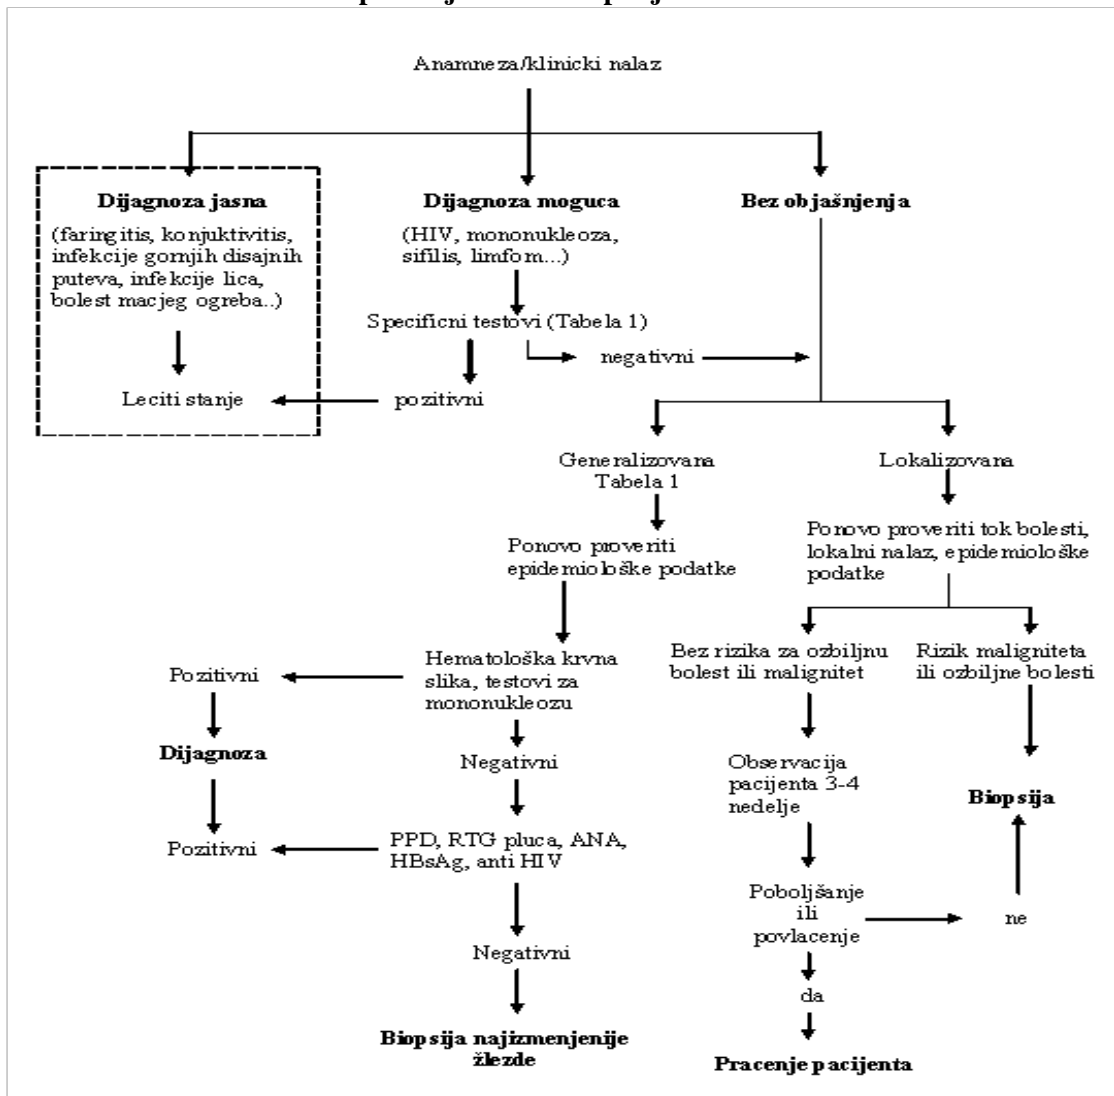 Anamneza/klinicki nalaz
Dijagnoza jasna
(faringitis, konjuktivitis,
infekcije gornjih disajnih
puteva, infekcije lica,
bolest macjeg ogreba..)
Leciti stanje
Dijagnoza moguca
(HIV, mononukleoza,
sifilis, limfom...)
Specificni testovi (Tabela 1)
negativni
pozitivni
Bez objašnjenja
Generalizovana
Tabela 1
Lokalizovana
Ponovo proveriti
epidemiološke podatke
Ponovo proveriti tok bolesti,
lokalni nalaz, epidemiološke
podatke
Hematološka krvna
slika, testovi za
mononukleozu
Pozitivni
Dijagnoza
Pozitivni
Negativni
PPD, RTG pluca, ANA,
HBsAg, anti HIV
Negativni
Biopsija najizmenjenije
žlezde
Bez rizika za ozbiljnu
bolest ili malignitet
Rizik maligniteta
ili ozbiljne bolesti
Observacija
pacijenta 3-4
nedelje
Biopsija
Poboljšanje
ili
povlacenje
ne
da
Pracenje pacijenta